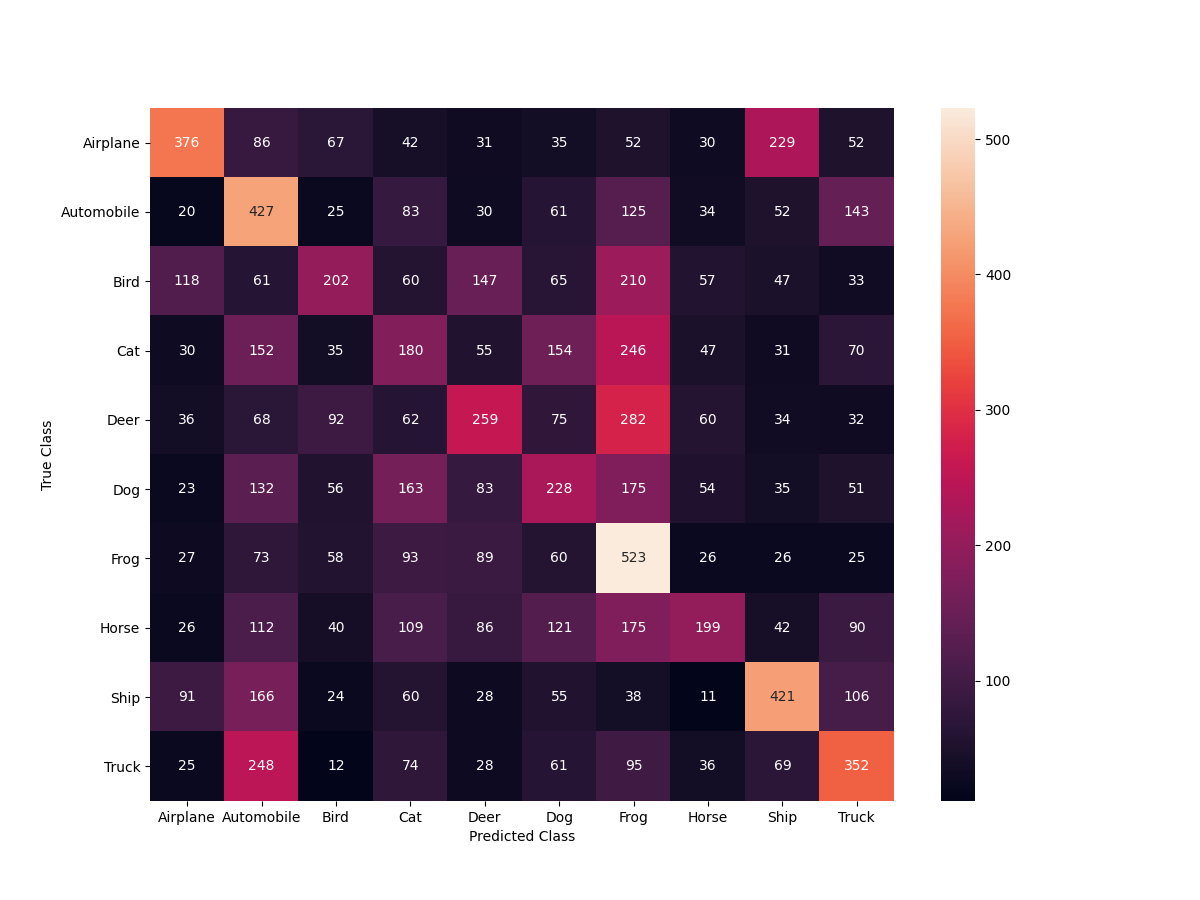 Airplane 376 86 67 42 31 35 52 30 229 52
Automobile 20 427 25 83 30 61 125 34 52 143
Bird 118 61 202 60 147 65 210 57 47 33
Cat 30 152 35 180 55 154 246 47 31 70
Deer 36 68 92 62 259 75 282 60 34 32
Dog 23 132 56 163 83 228 175 54 35 51
Frog 27 73 58 93 89 60 523 26 26 25
Horse 26 112 40 109 86 121 175 199 42 90
Ship 91 166 24 60 28 55 38 11 421 106
Truck 25 248 12 74 28 61 95 36 69 352
Airplane Automobile Bird Cat Deer Dog Frog Horse Ship Truck
Predicted Class
True Class
500
400
300
200
100